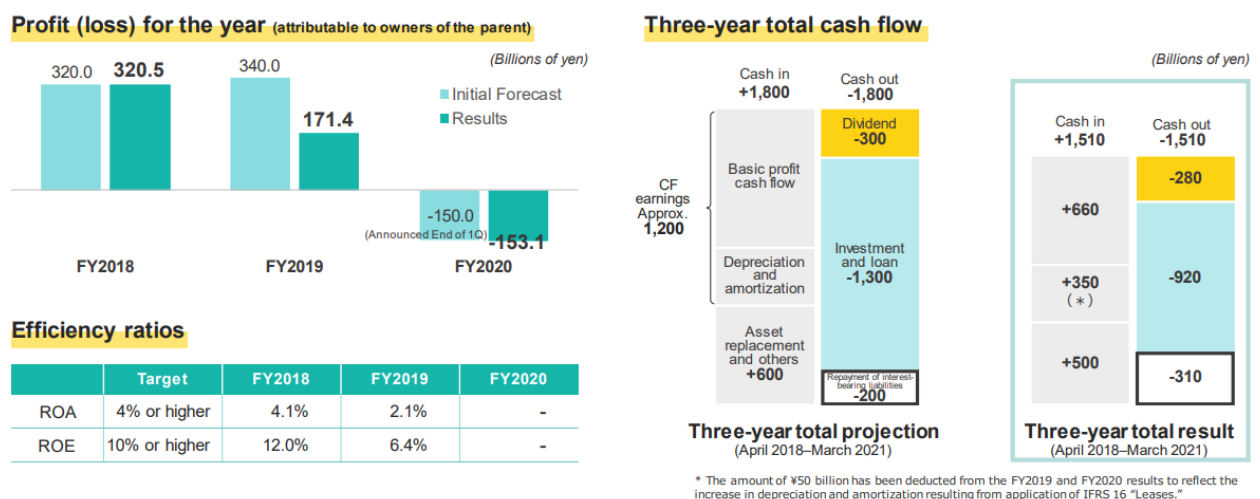 Profit (loss) for the year (attributable to owners of the parent)
(Billions of yen)
320.0
320.5
340.0
171.4
Initial Forecast
Results
-150.0
(Announced End of 1Q)
-153.1
FY2018
FY2019
FY2020
Efficiency ratios
Target FY2018 FY2019 FY2020
ROA 4% or higher 4.1% 2.1% -
ROE 10% or higher 12.0% 6.4% -
Three-year total cash flow
(Billions of yen)
Cash in
+1,800
Cash out
-1,800
CF
earnings
Approx.
1,200
Basic profit
cash flow
Depreciation
and
amortization
Asset
replacement
and others
+600
Dividend
-300
Investment
and loan
-1,300
Repayment of interest-
bearing liabilities
-200
Three-year total projection
(April 2018–March 2021)
Cash in
+1,510
Cash out
-1,510
+660
+350
(*)
+500
-280
-920
-310
Three-year total result
(April 2018–March 2021)
* The amount of ¥50 billion has been deducted from the FY2019 and FY2020 results to reflect the
increase in depreciation and amortization resulting from application of IFRS 16 "Leases."